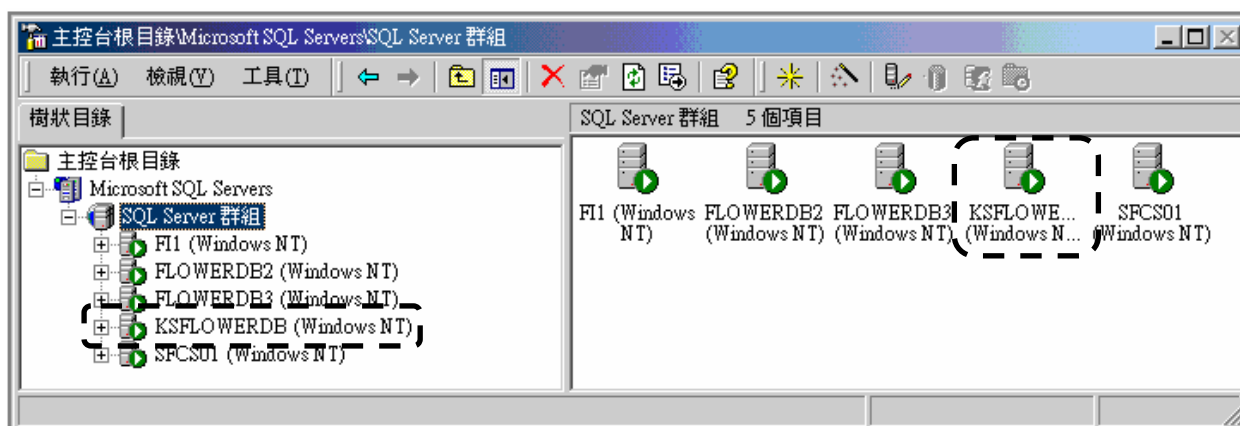 主控台根目錄\Microsoft SQL Servers\SQL Server 群組
執行(A) 檢視(V) 工具(T)
樹狀目錄
SQL Server 群組 5 個項目
主控台根目錄
Microsoft SQL Servers
SQL Server 群組
FI1 (Windows NT)
FLOWERDB2 (Windows NT)
FLOWERDB3 (Windows NT)
KSFLOWERDB (Windows NT)
SFCS01 (Windows NT)
FI1 (Windows
NT)
FLOWERDB2
(Windows NT)
FLOWERDB3
(Windows NT)
KSFLOWE...
(Windows N...
SFCS01
(Windows NT)